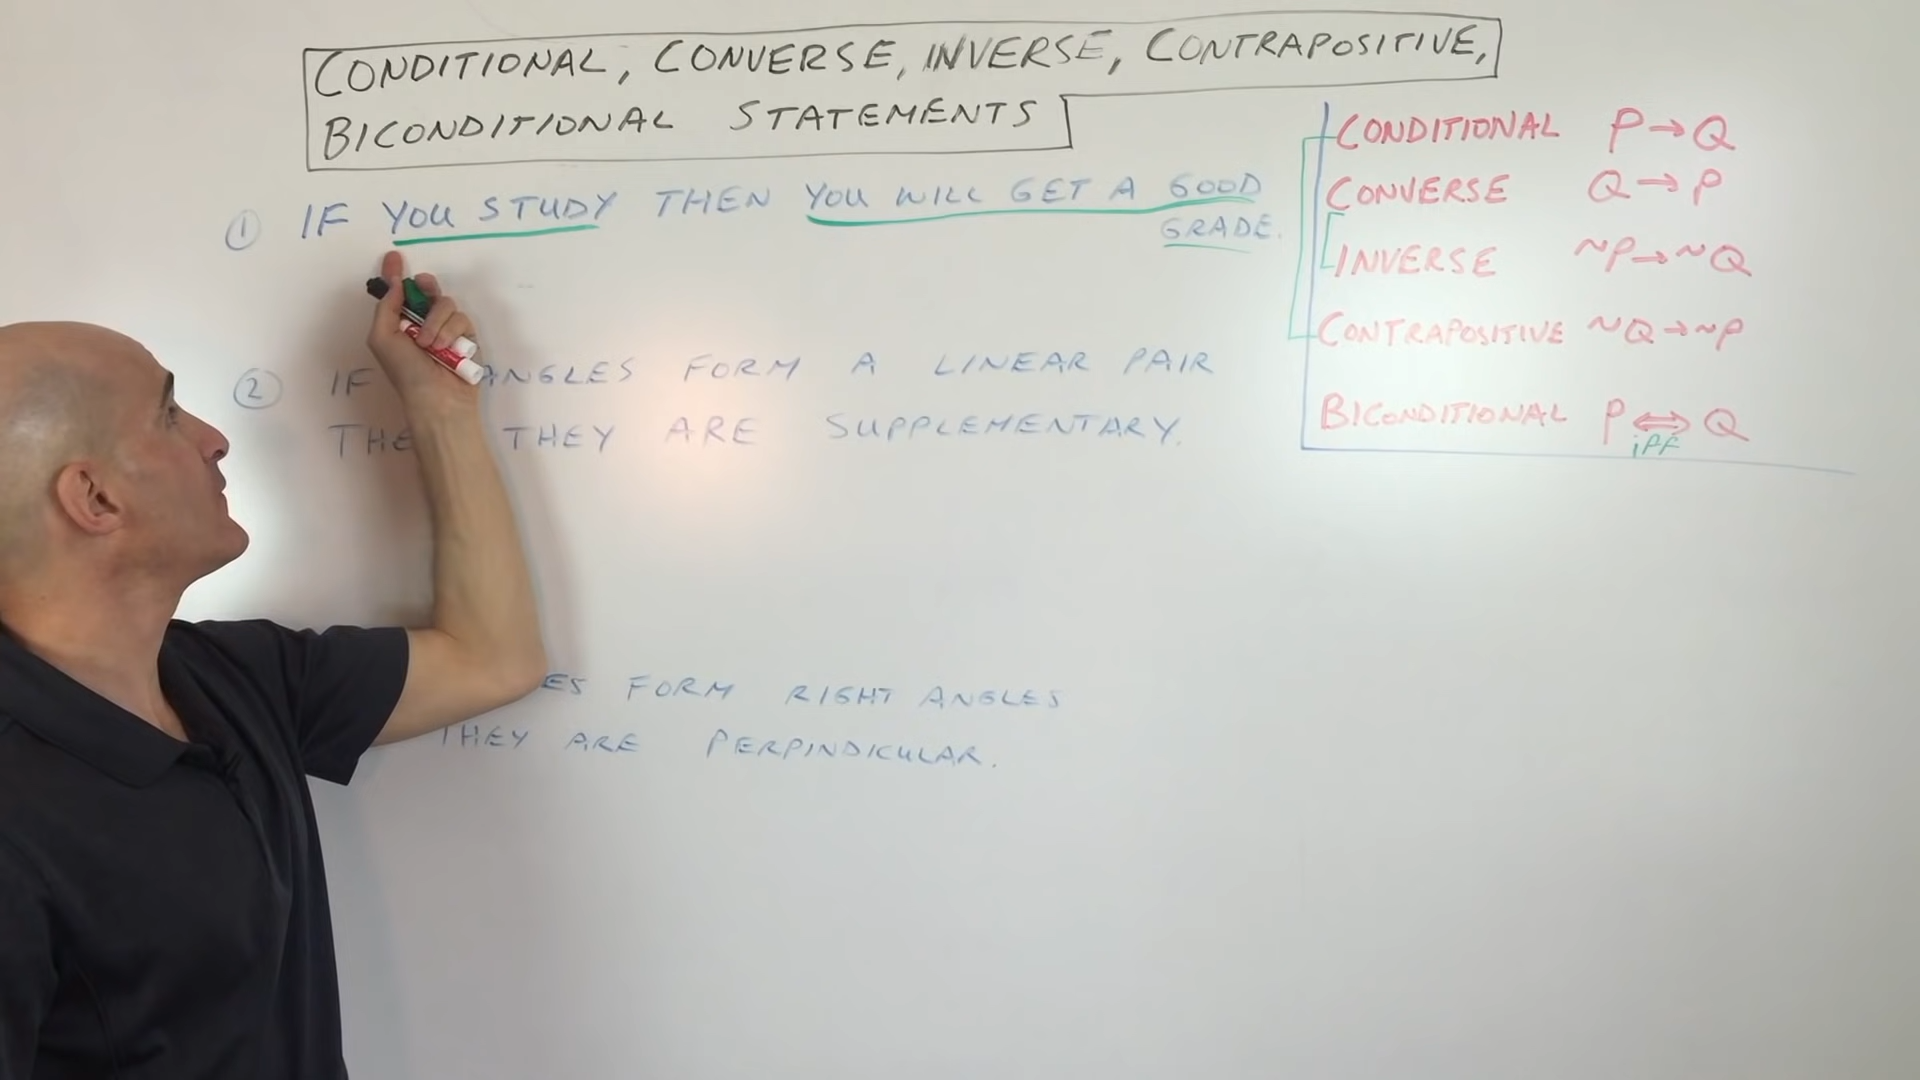 CONDITIONAL, CONVERSE, INVERSE, CONTRAPOSITIVE,
BICONDITIONAL STATEMENTS
① IF YOU STUDY THEN YOU WILL GET A GOOD
GRADE.
② IF ANGLES FORM A LINEAR PAIR
THEY ARE SUPPLEMENTARY.
FORM RIGHT ANGLES
THEY ARE PERPINDICULAR.
CONDITIONAL P→Q
CONVERSE Q→P
INVERSE ~P→~Q
CONTRAPOSITIVE ~Q→~P
BICONDITIONAL P⇔Q
iff